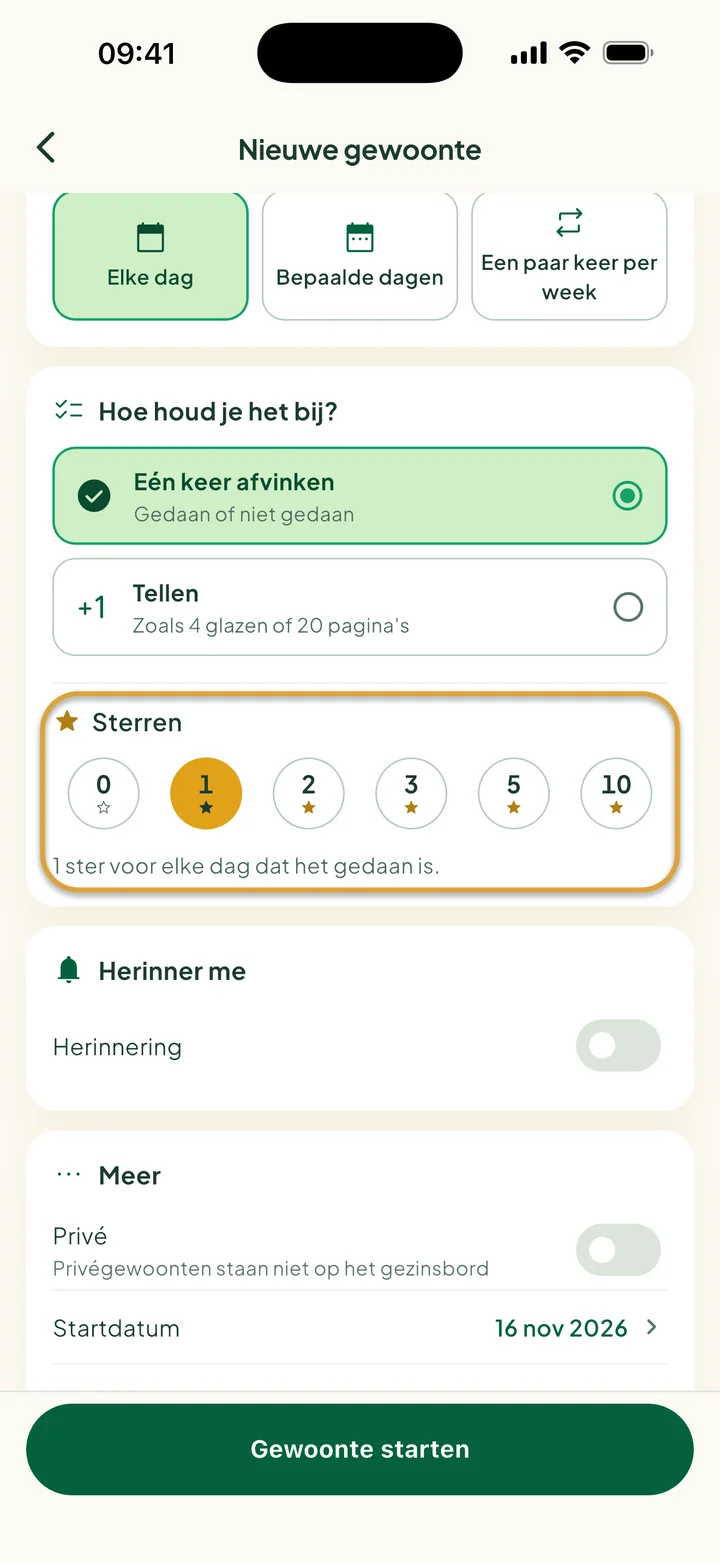 09:41
Nieuwe gewoonte
Elke dag
Bepaalde dagen
Een paar keer per
week
Hoe houd je het bij?
Eén keer afvinken
Gedaan of niet gedaan
+1
Tellen
Zoals 4 glazen of 20 pagina's
Sterren
0
1
2
3
5
10
1 ster voor elke dag dat het gedaan is.
Herinner me
Herinnering
Meer
Privé
Privégewoonten staan niet op het gezinsbord
Startdatum
16 nov 2026
Gewoonte starten